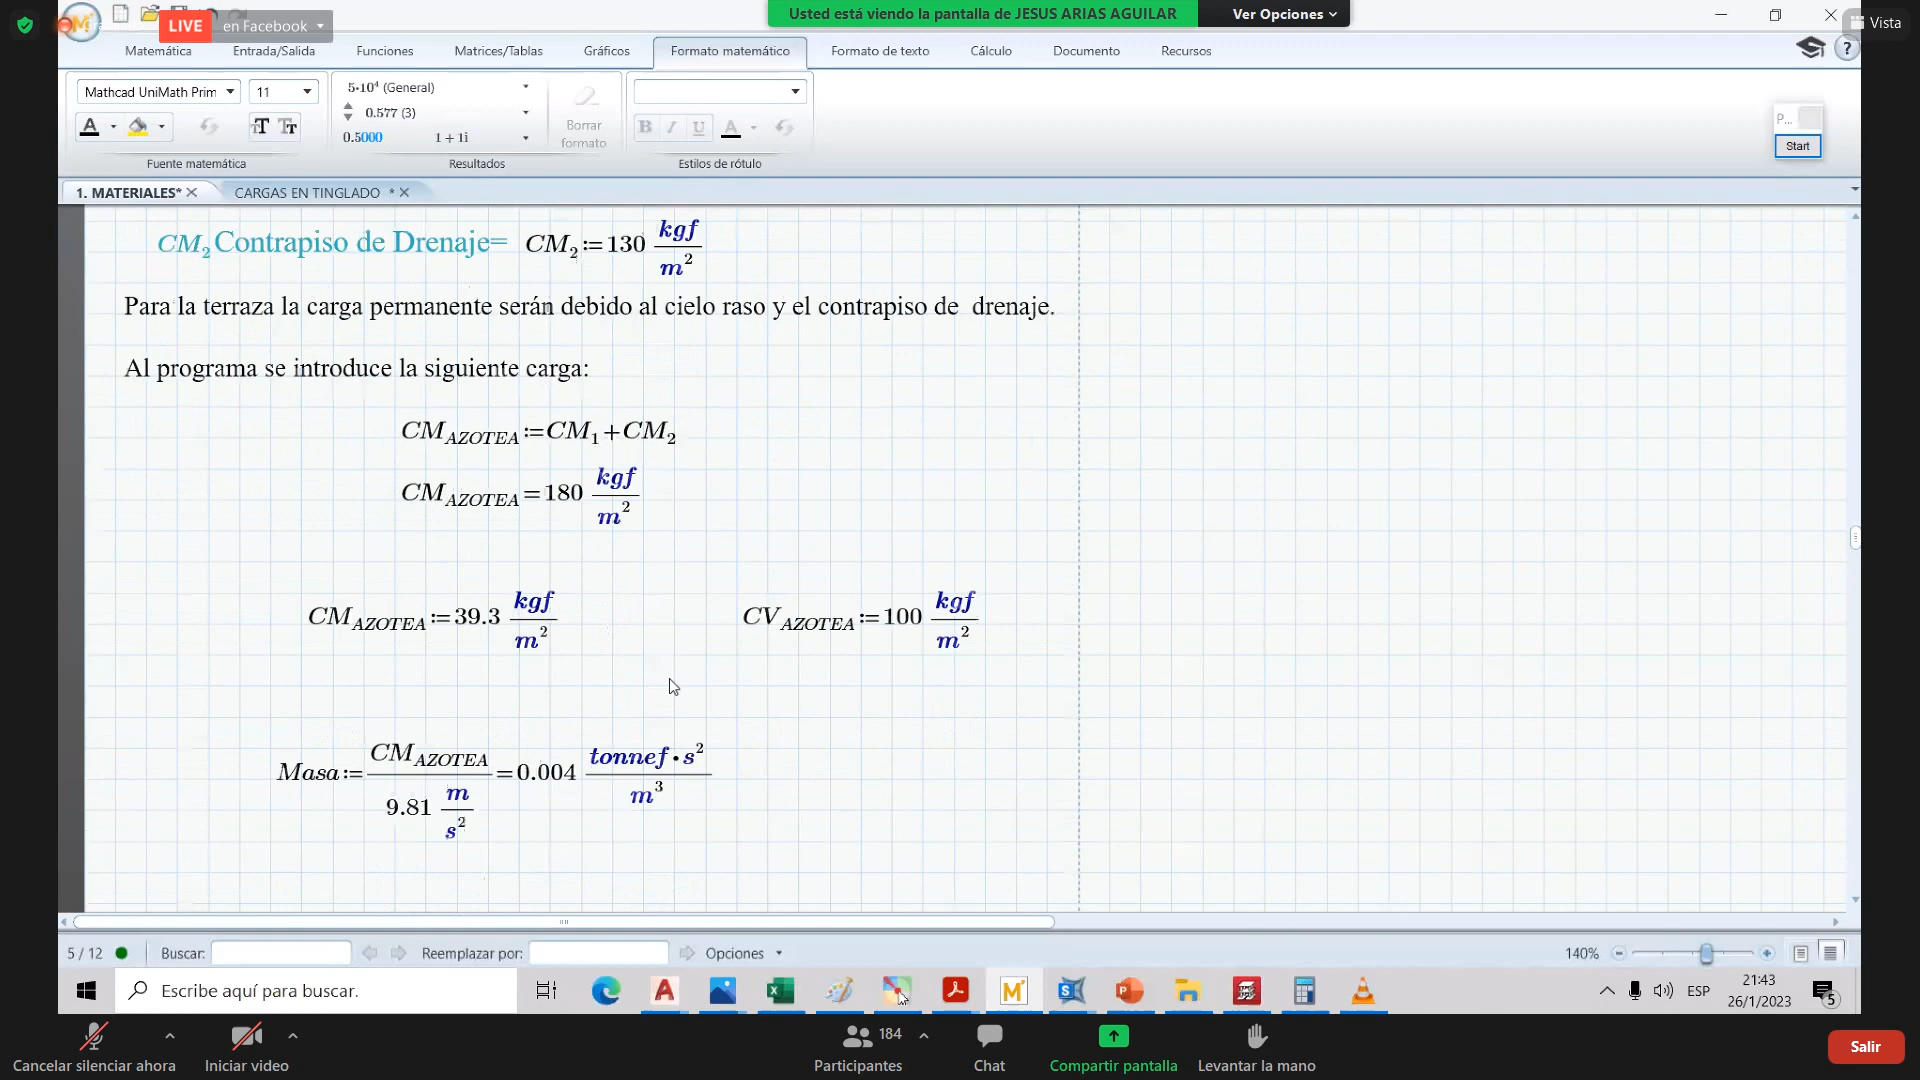 LIVE en Facebook
Usted está viendo la pantalla de JESUS ARIAS AGUILAR
Ver Opciones
Vista
Matemática Entrada/Salida Funciones Matrices/Tablas Gráficos Formato matemático Formato de texto Cálculo Documento Recursos
Mathcad UniMath Prim 11
5•10⁴ (General)
0.577 (3)
0.5000 1 + 1i
Borrar formato
B I U A
P...
Start
Fuente matemática Resultados Estilos de rótulo
1. MATERIALES* CARGAS EN TINGLADO *
CM₂ Contrapiso de Drenaje= CM₂:=130 kgf/m²
Para la terraza la carga permanente serán debido al cielo raso y el contrapiso de drenaje.
Al programa se introduce la siguiente carga:
CM_AZOTEA:=CM₁+CM₂
CM_AZOTEA=180 kgf/m²
CM_AZOTEA:=39.3 kgf/m² CV_AZOTEA:=100 kgf/m²
Masa:=CM_AZOTEA/(9.81 m/s²)=0.004 tonnef•s²/m³
5 / 12 Buscar: Reemplazar por: Opciones 140%
Escribe aquí para buscar.
ESP
21:43
26/1/2023
5
Cancelar silenciar ahora Iniciar video Participantes 184 Chat Compartir pantalla Levantar la mano Salir